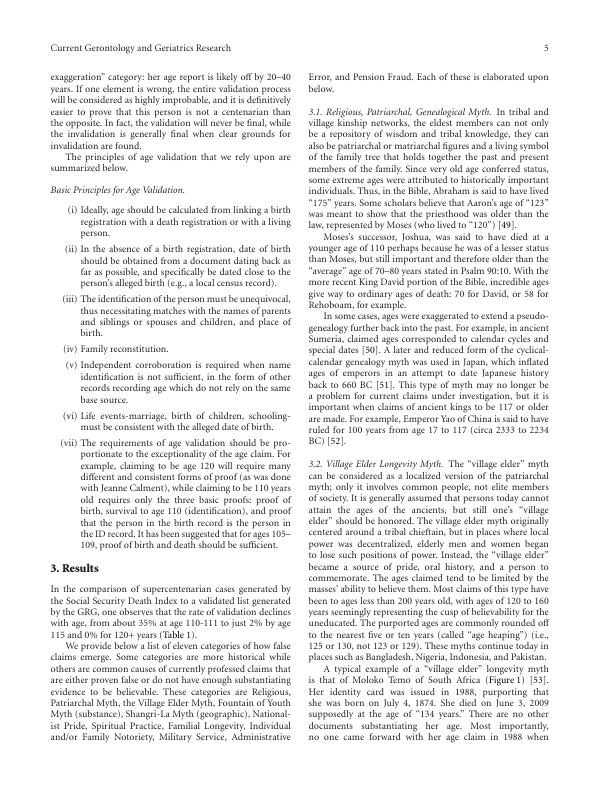 Current Gerontology and Geriatrics Research 5
exaggeration” category: her age report is likely off by 20–40
years. If one element is wrong, the entire validation process
will be considered as highly improbable, and it is definitively
easier to prove that this person is not a centenarian than
the opposite. In fact, the validation will never be final, while
the invalidation is generally final when clear grounds for
invalidation are found.
The principles of age validation that we rely upon are
summarized below.
Basic Principles for Age Validation.
(i) Ideally, age should be calculated from linking a birth
registration with a death registration or with a living
person.
(ii) In the absence of a birth registration, date of birth
should be obtained from a document dating back as
far as possible, and specifically be dated close to the
person’s alleged birth (e.g., a local census record).
(iii) The identification of the person must be unequivocal,
thus necessitating matches with the names of parents
and siblings or spouses and children, and place of
birth.
(iv) Family reconstitution.
(v) Independent corroboration is required when name
identification is not sufficient, in the form of other
records recording age which do not rely on the same
base source.
(vi) Life events-marriage, birth of children, schooling-
must be consistent with the alleged date of birth.
(vii) The requirements of age validation should be pro-
portionate to the exceptionality of the age claim. For
example, claiming to be age 120 will require many
different and consistent forms of proof (as was done
with Jeanne Calment), while claiming to be 110 years
old requires only the three basic proofs: proof of
birth, survival to age 110 (identification), and proof
that the person in the birth record is the person in
the ID record. It has been suggested that for ages 105–
109, proof of birth and death should be sufficient.
3. Results
In the comparison of supercentenarian cases generated by
the Social Security Death Index to a validated list generated
by the GRG, one observes that the rate of validation declines
with age, from about 35% at age 110-111 to just 2% by age
115 and 0% for 120+ years (Table 1).
We provide below a list of eleven categories of how false
claims emerge. Some categories are more historical while
others are common causes of currently professed claims that
are either proven false or do not have enough substantiating
evidence to be believable. These categories are Religious,
Patriarchal Myth, the Village Elder Myth, Fountain of Youth
Myth (substance), Shangri-La Myth (geographic), National-
ist Pride, Spiritual Practice, Familial Longevity, Individual
and/or Family Notoriety, Military Service, Administrative
Error, and Pension Fraud. Each of these is elaborated upon
below.
3.1. Religious, Patriarchal, Genealogical Myth. In tribal and
village kinship networks, the eldest members can not only
be a repository of wisdom and tribal knowledge, they can
also be patriarchal or matriarchal figures and a living symbol
of the family tree that holds together the past and present
members of the family. Since very old age conferred status,
some extreme ages were attributed to historically important
individuals. Thus, in the Bible, Abraham is said to have lived
“175” years. Some scholars believe that Aaron’s age of “123”
was meant to show that the priesthood was older than the
law, represented by Moses (who lived to “120”) [49].
Moses’s successor, Joshua, was said to have died at a
younger age of 110 perhaps because he was of a lesser status
than Moses, but still important and therefore older than the
“average” age of 70–80 years stated in Psalm 90:10. With the
more recent King David portion of the Bible, incredible ages
give way to ordinary ages of death: 70 for David, or 58 for
Rehoboam, for example.
In some cases, ages were exaggerated to extend a pseudo-
genealogy further back into the past. For example, in ancient
Sumeria, claimed ages corresponded to calendar cycles and
special dates [50]. A later and reduced form of the cyclical-
calendar genealogy myth was used in Japan, which inflated
ages of emperors in an attempt to date Japanese history
back to 660 BC [51]. This type of myth may no longer be
a problem for current claims under investigation, but it is
important when claims of ancient kings to be 117 or older
are made. For example, Emperor Yao of China is said to have
ruled for 100 years from age 17 to 117 (circa 2333 to 2234
BC) [52].
3.2. Village Elder Longevity Myth. The “village elder” myth
can be considered as a localized version of the patriarchal
myth; only it involves common people, not elite members
of society. It is generally assumed that persons today cannot
attain the ages of the ancients, but still one’s “village
elder” should be honored. The village elder myth originally
centered around a tribal chieftain, but in places where local
power was decentralized, elderly men and women began
to lose such positions of power. Instead, the “village elder”
became a source of pride, oral history, and a person to
commemorate. The ages claimed tend to be limited by the
masses’ ability to believe them. Most claims of this type have
been to ages less than 200 years old, with ages of 120 to 160
years seemingly representing the cusp of believability for the
uneducated. The purported ages are commonly rounded off
to the nearest five or ten years (called “age heaping”) (i.e.,
125 or 130, not 123 or 129). These myths continue today in
places such as Bangladesh, Nigeria, Indonesia, and Pakistan.
A typical example of a “village elder” longevity myth
is that of Moloko Temo of South Africa (Figure 1) [53].
Her identity card was issued in 1988, purporting that
she was born on July 4, 1874. She died on June 3, 2009
supposedly at the age of “134 years.” There are no other
documents substantiating her age. Most importantly,
no one came forward with her age claim in 1988 when